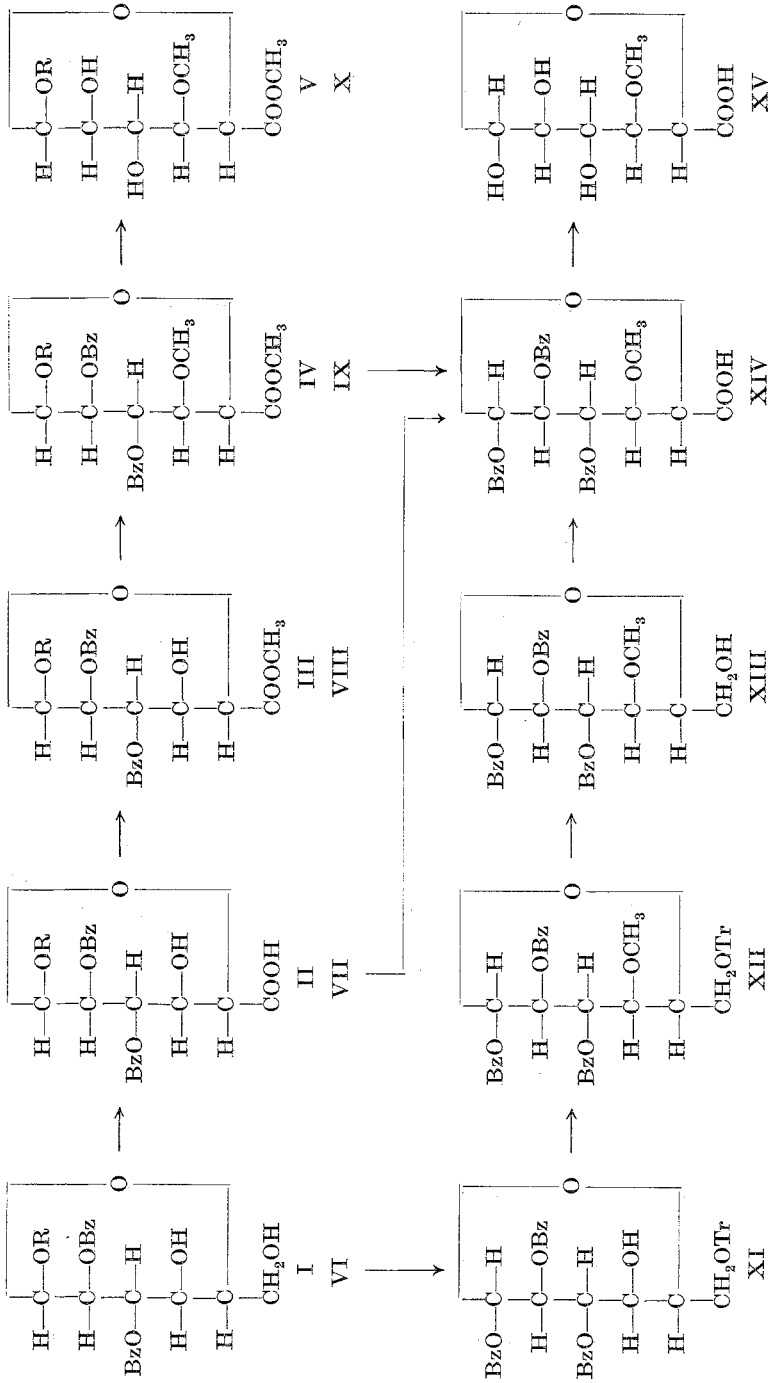 H—C—OR
H—C—OBz
BzO—C—H
O
H—C—OH
H—C
CH₂OH
I
VI
H—C—OR
H—C—OBz
BzO—C—H
O
H—C—OH
H—C
COOH
II
VII
H—C—OR
H—C—OBz
BzO—C—H
O
H—C—OH
H—C
COOCH₃
III
VIII
H—C—OR
H—C—OBz
BzO—C—H
O
H—C—OCH₃
H—C
COOCH₃
IV
IX
H—C—OR
H—C—OH
HO—C—H
O
H—C—OCH₃
H—C
COOCH₃
V
X
BzO—C—H
H—C—OBz
BzO—C—H
O
H—C—OH
H—C
CH₂OTr
XI
BzO—C—H
H—C—OBz
BzO—C—H
O
H—C—OCH₃
H—C
CH₂OTr
XII
BzO—C—H
H—C—OBz
BzO—C—H
O
H—C—OCH₃
H—C
CH₂OH
XIII
BzO—C—H
H—C—OBz
BzO—C—H
O
H—C—OCH₃
H—C
COOH
XIV
HO—C—H
H—C—OH
HO—C—H
O
H—C—OCH₃
H—C
COOH
XV